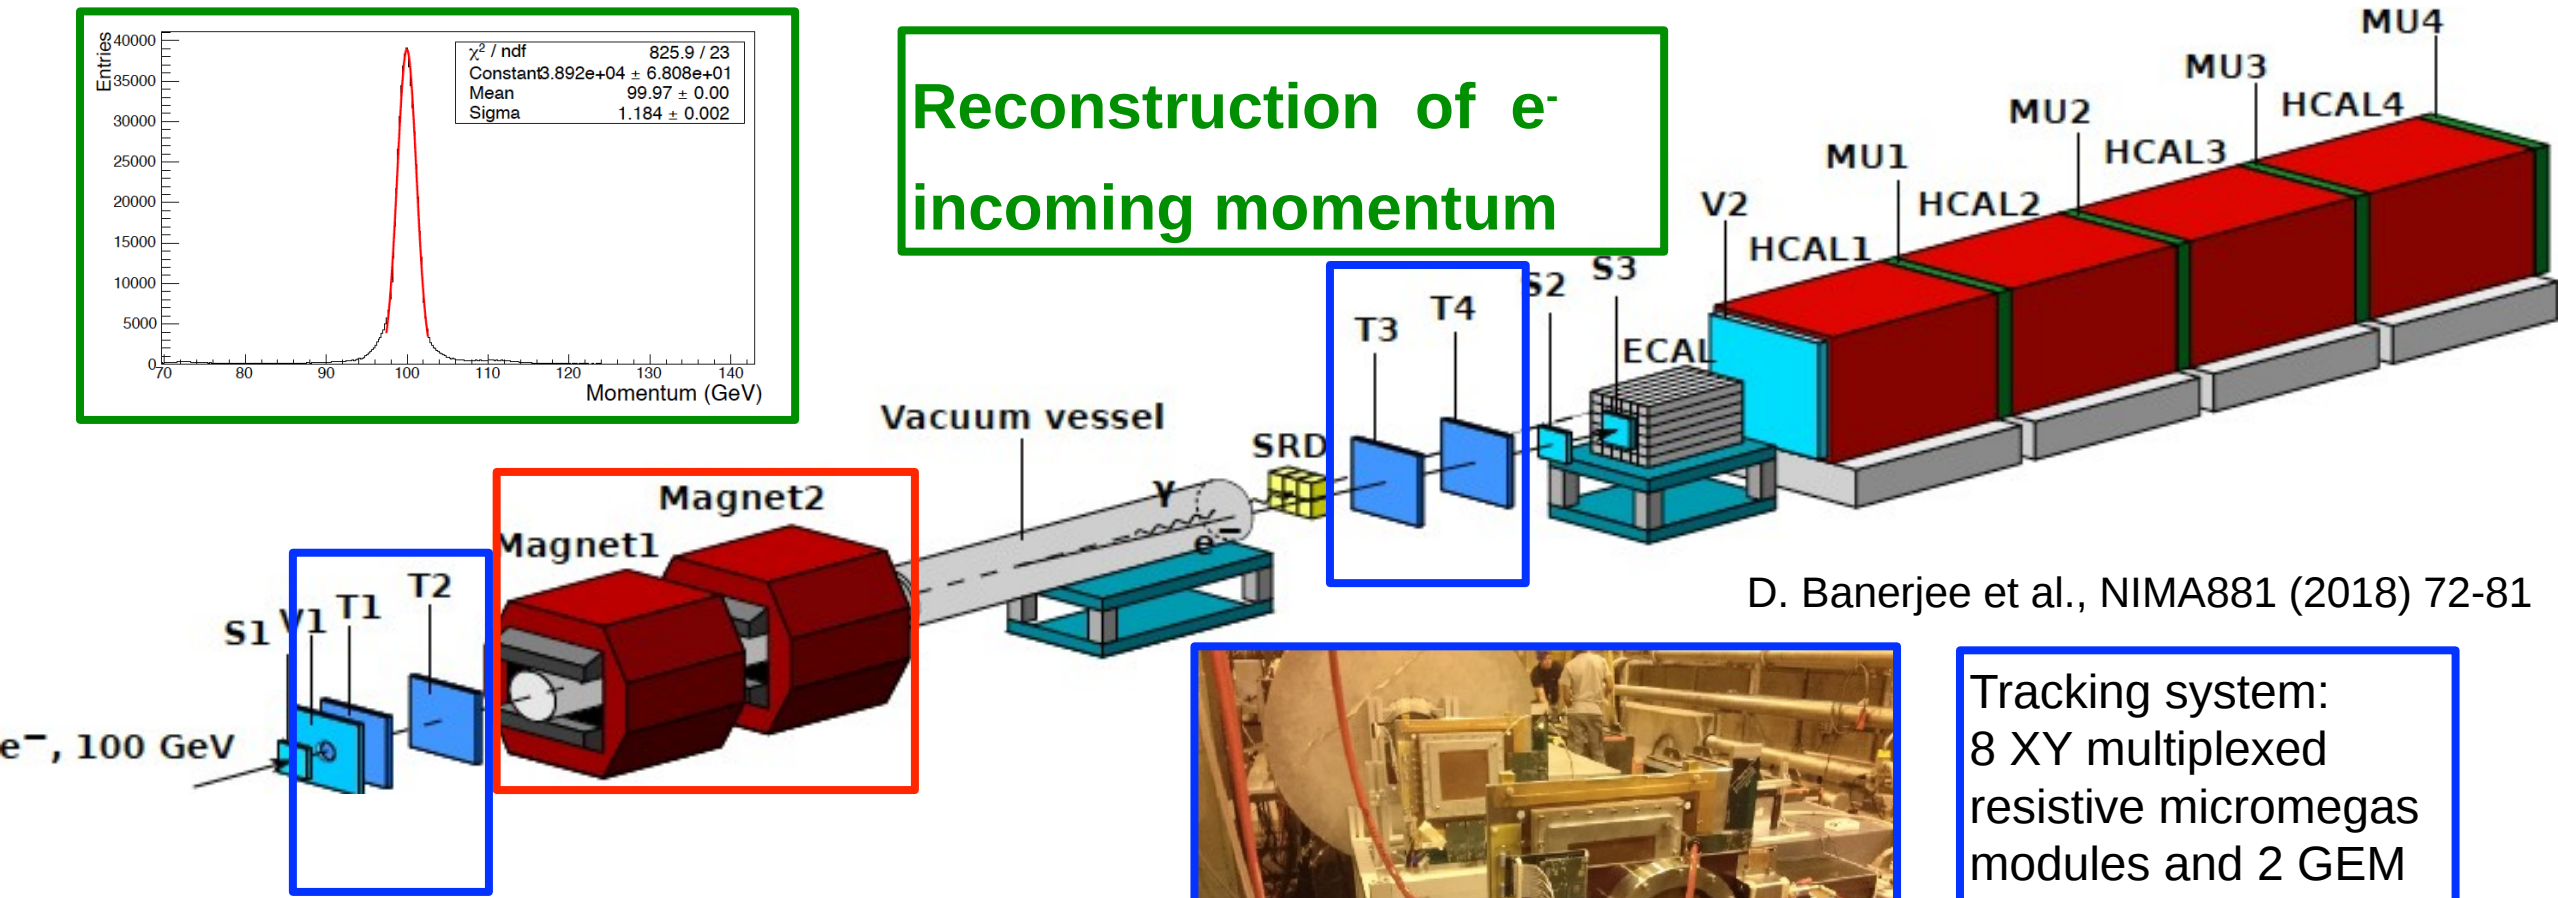 Entries
40000
35000
30000
25000
20000
15000
10000
5000
0
70 80 90 100 110 120 130 140
Momentum (GeV)
χ² / ndf 825.9 / 23
Constant3.892e+04 ± 6.808e+01
Mean 99.97 ± 0.00
Sigma 1.184 ± 0.002
Reconstruction of e-
incoming momentum
MU4
MU3
HCAL4
MU2
HCAL3
MU1
HCAL2
V2
HCAL1
S3
S2
T4
T3
ECAL
Vacuum vessel
SRD
γ
e−
Magnet2
Magnet1
T2
T1
V1
S1
e−, 100 GeV
D. Banerjee et al., NIMA881 (2018) 72-81
Tracking system:
8 XY multiplexed
resistive micromegas
modules and 2 GEM